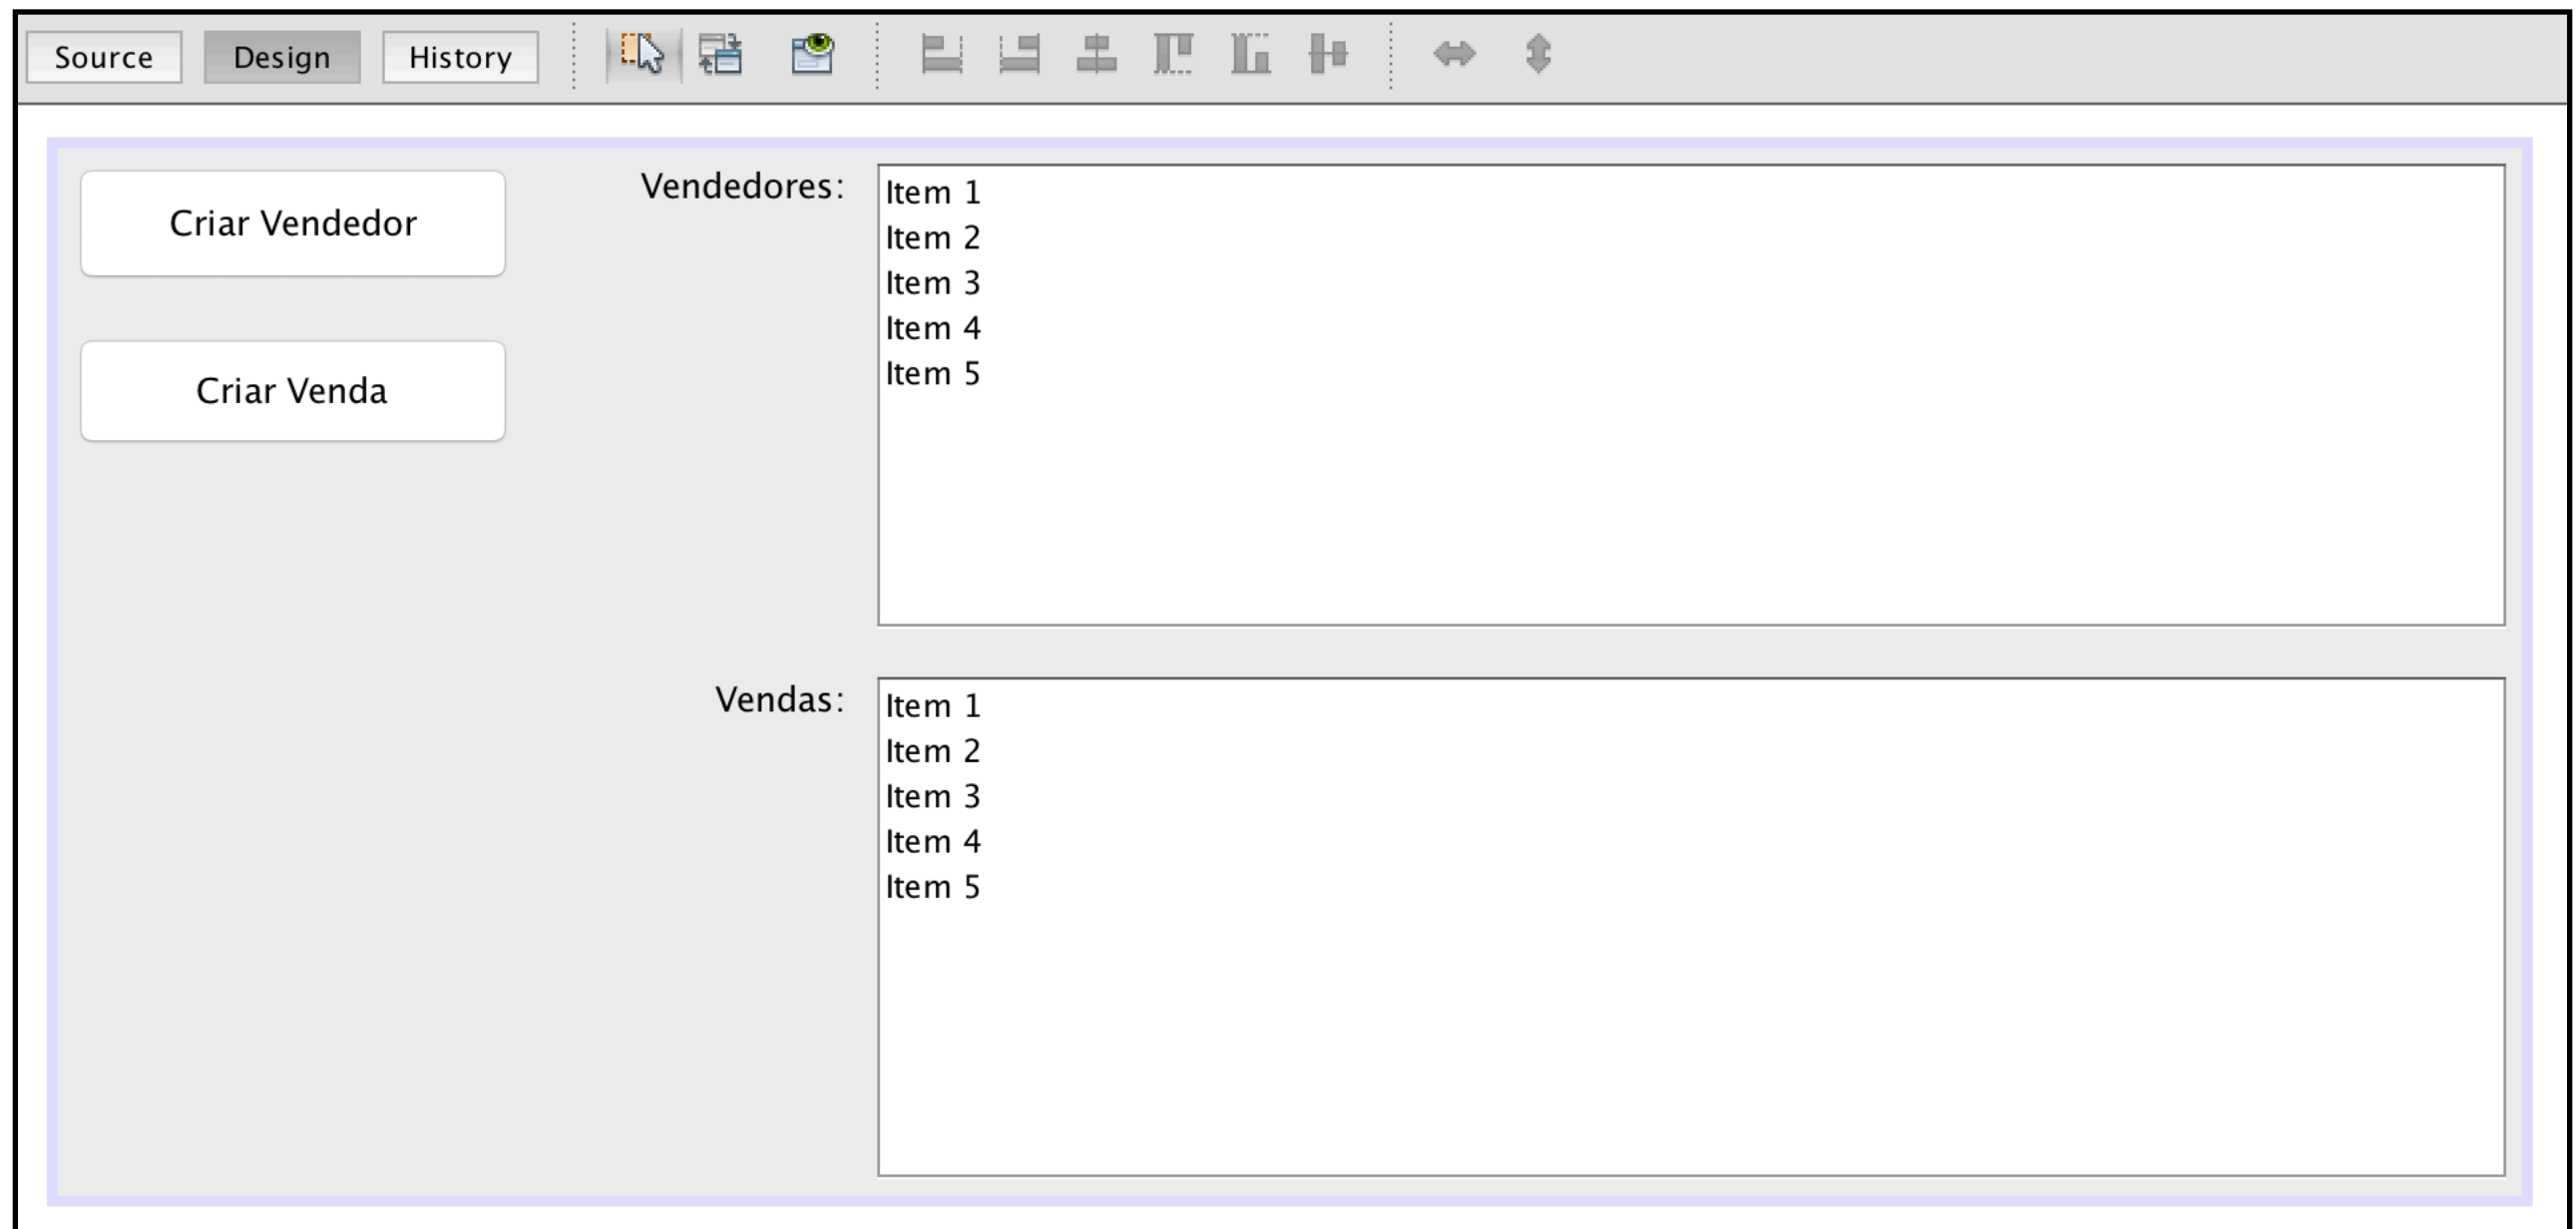 Source Design History
Criar Vendedor
Criar Venda
Vendedores:
Item 1
Item 2
Item 3
Item 4
Item 5
Vendas:
Item 1
Item 2
Item 3
Item 4
Item 5